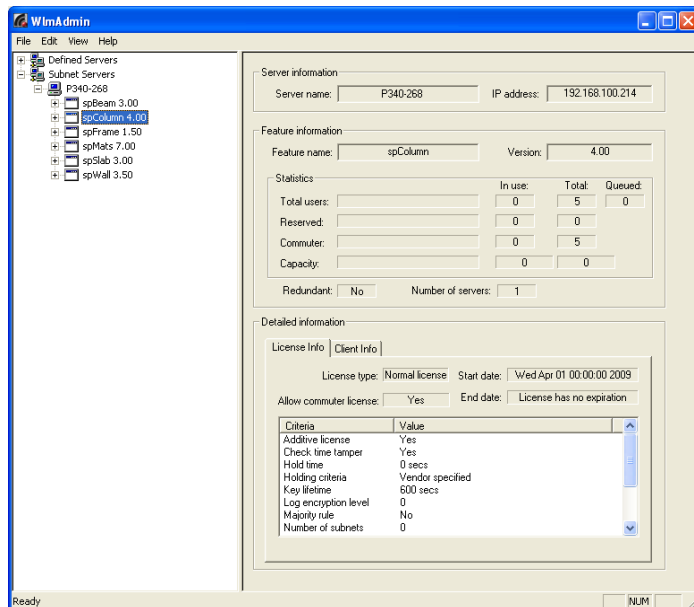 WlmAdmin
File Edit View Help
Defined Servers
Subnet Servers
P340-268
spBeam 3.00
spColumn 4.00
spFrame 1.50
spMats 7.00
spSlab 3.00
spWall 3.50
Server information
Server name: P340-268 IP address: 192.168.100.214
Feature information
Feature name: spColumn Version: 4.00
Statistics
In use: Total: Queued:
Total users: 0 5 0
Reserved: 0 0
Commuter: 0 5
Capacity: 0 0
Redundant: No Number of servers: 1
Detailed information
License Info Client Info
License type: Normal license Start date: Wed Apr 01 00:00:00 2009
Allow commuter license: Yes End date: License has no expiration
Criteria Value
Additive license Yes
Check time tamper Yes
Hold time 0 secs
Holding criteria Vendor specified
Key lifetime 600 secs
Log encryption level 0
Majority rule No
Number of subnets 0
Ready NUM